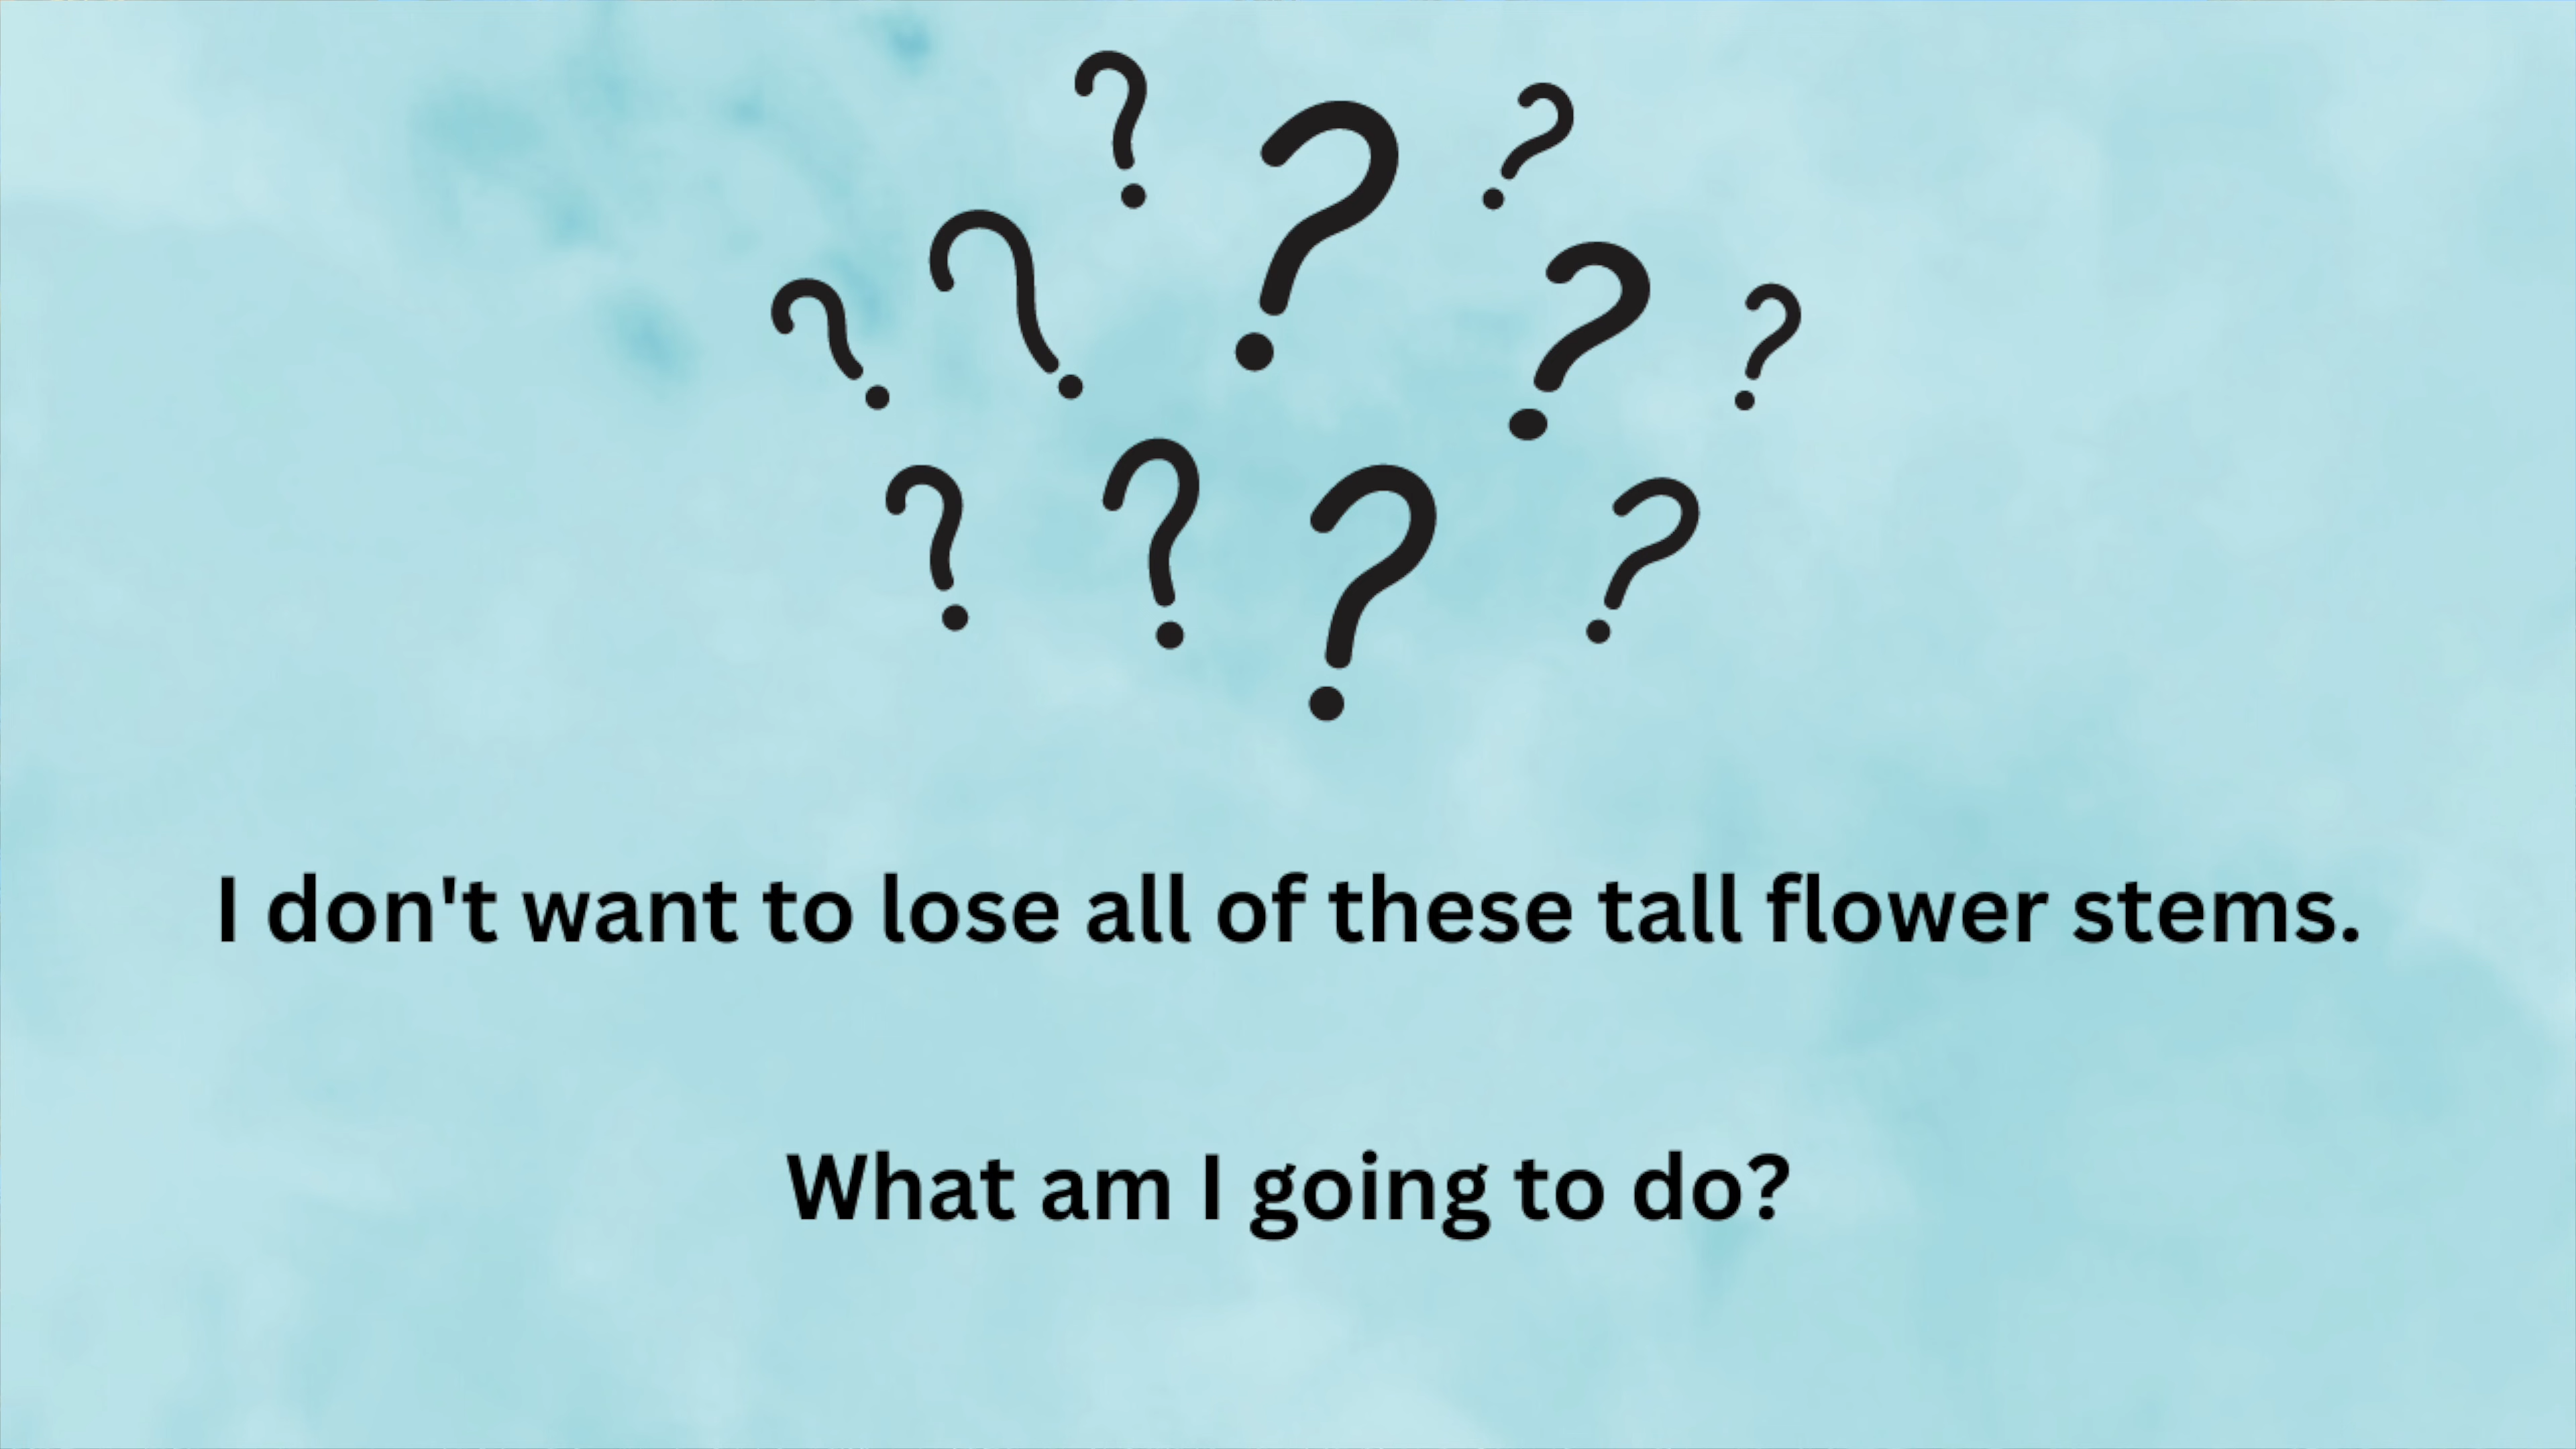 ? ? ?
? ? ? ?
? ? ? ?
I don't want to lose all of these tall flower stems.
What am I going to do?